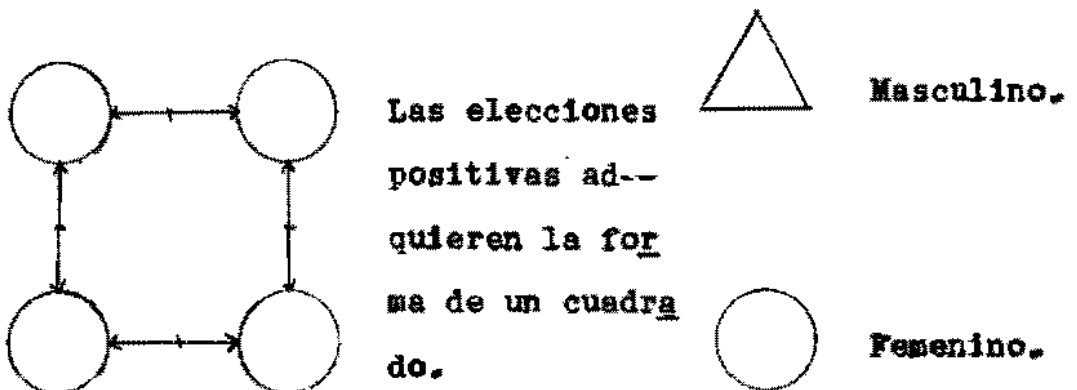 Las elecciones
positivas ad--
quieren la for
ma de un cuadra
do.
Masculino.
Femenino.